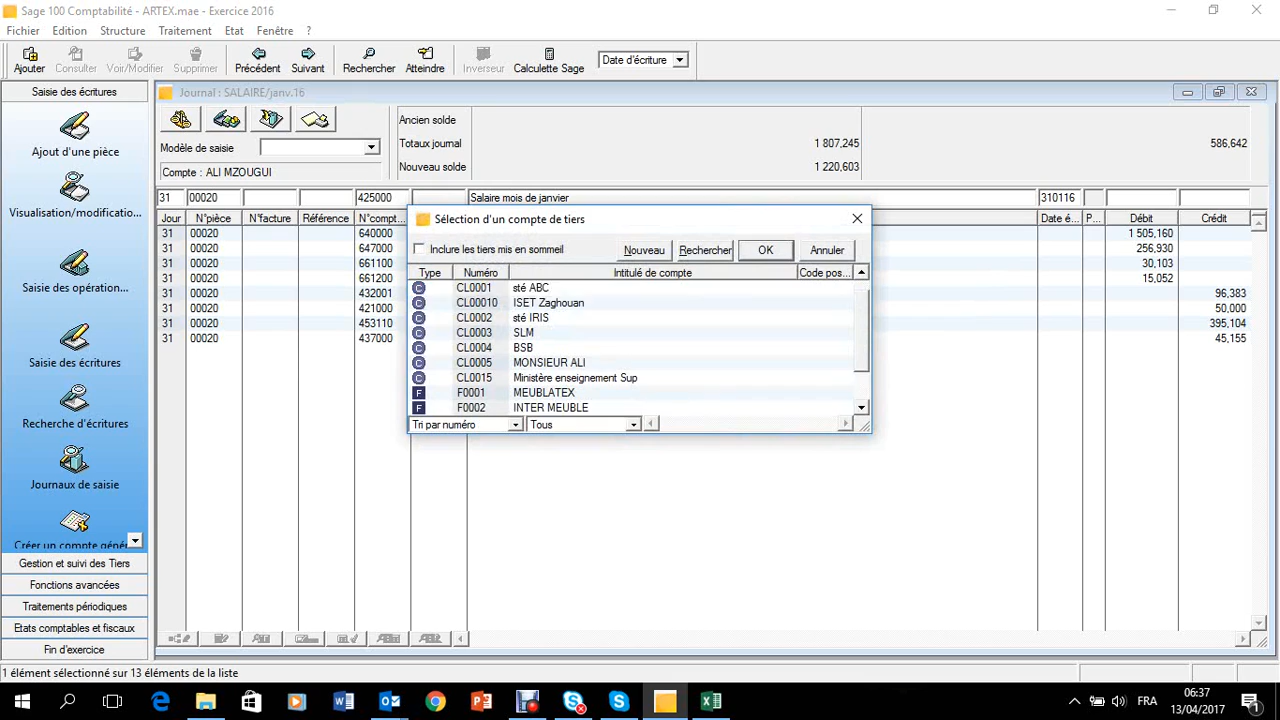 Sage 100 Comptabilité - ARTEX.mae - Exercice 2016
Fichier Edition Structure Traitement Etat Fenêtre ?
Ajouter Consulter Voir/Modifier Supprimer Précédent Suivant Rechercher Atteindre Inverseur Calculette Sage Date d'écriture
Saisie des écritures
Ajout d'une pièce
Visualisation/modificatio...
Saisie des opération...
Saisie des écritures
Recherche d'écritures
Journaux de saisie
Créer un compte génér
Gestion et suivi des Tiers
Fonctions avancées
Traitements périodiques
Etats comptables et fiscaux
Fin d'exercice
Journal : SALAIRE/janv.16
Modèle de saisie
Compte : ALI MZOUGUI
Ancien solde
Totaux journal 1 807,245 586,642
Nouveau solde 1 220,603
31 00020 425000 Salaire mois de janvier 310116
Jour N°pièce N°facture Référence N°compt... Date é... P... Débit Crédit
31 00020 640000 1 505,160
31 00020 647000 256,930
31 00020 661100 30,103
31 00020 661200 15,052
31 00020 432001 96,383
31 00020 421000 50,000
31 00020 453110 395,104
31 00020 437000 45,155
Sélection d'un compte de tiers
Inclure les tiers mis en sommeil Nouveau Rechercher OK Annuler
Type Numéro Intitulé de compte Code pos...
C CL0001 sté ABC
C CL00010 ISET Zaghouan
C CL0002 sté IRIS
C CL0003 SLM
C CL0004 BSB
C CL0005 MONSIEUR ALI
C CL0015 Ministère enseignement Sup
F F0001 MEUBLATEX
F F0002 INTER MEUBLE
Tri par numéro Tous
1 élément sélectionné sur 13 éléments de la liste
FRA
06:37
13/04/2017
1